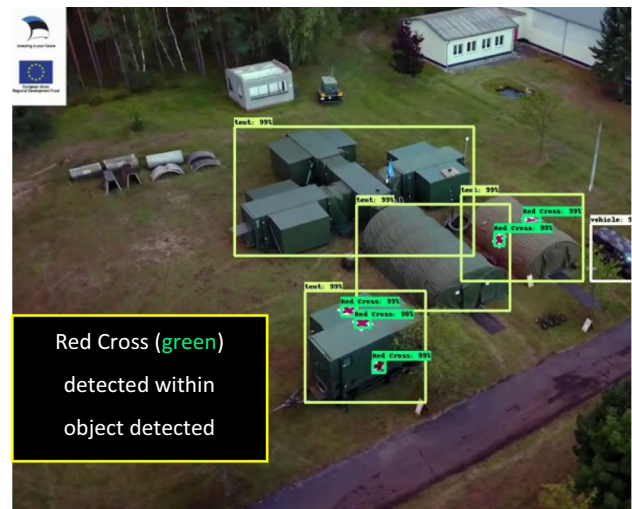 Investing in your future
European Union
Regional Development Fund
tent: 99%
tent: 99%
tent: 99%
Red Cross: 99%
Red Cross: 99%
vehicle: 9
tent: 99%
Red Cross: 99%
Red Cross: 98%
Red Cross: 99%
Red Cross (green)
detected within
object detected